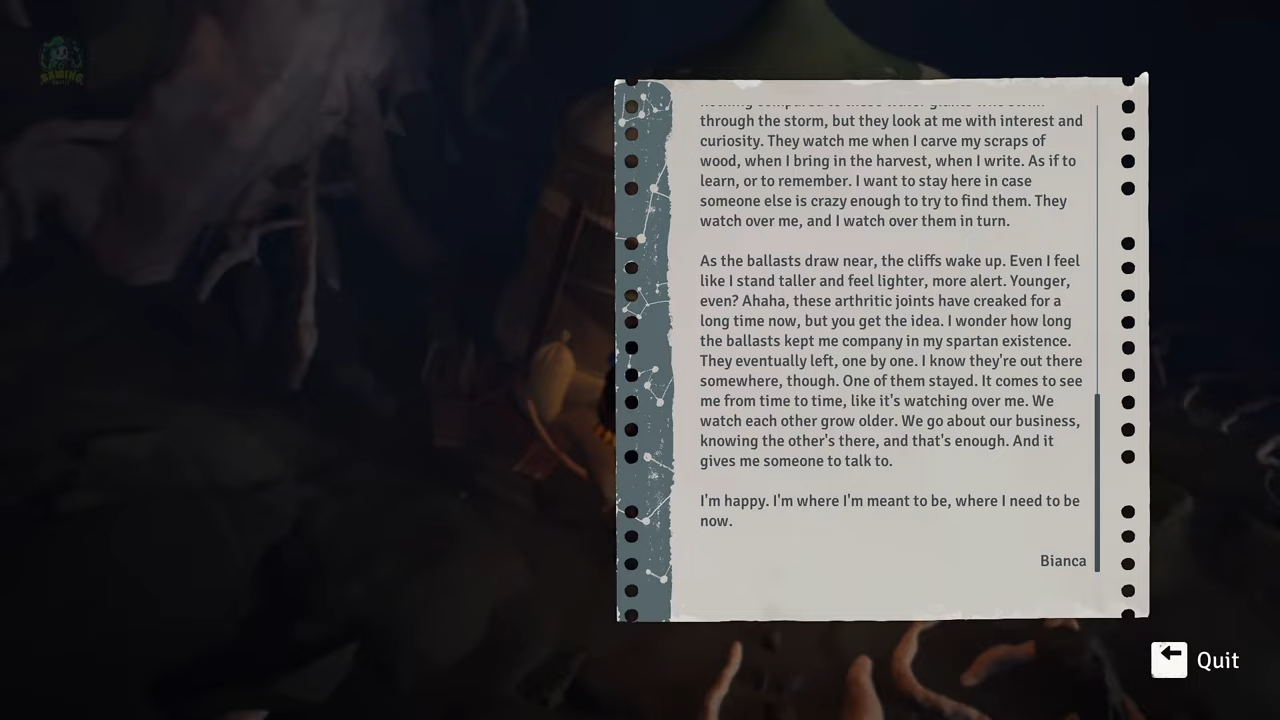 through the storm, but they look at me with interest and
curiosity. They watch me when I carve my scraps of
wood, when I bring in the harvest, when I write. As if to
learn, or to remember. I want to stay here in case
someone else is crazy enough to try to find them. They
watch over me, and I watch over them in turn.
As the ballasts draw near, the cliffs wake up. Even I feel
like I stand taller and feel lighter, more alert. Younger,
even? Ahaha, these arthritic joints have creaked for a
long time now, but you get the idea. I wonder how long
the ballasts kept me company in my spartan existence.
They eventually left, one by one. I know they're out there
somewhere, though. One of them stayed. It comes to see
me from time to time, like it's watching over me. We
watch each other grow older. We go about our business,
knowing the other's there, and that's enough. And it
gives me someone to talk to.
I'm happy. I'm where I'm meant to be, where I need to be
now.
Bianca
Quit